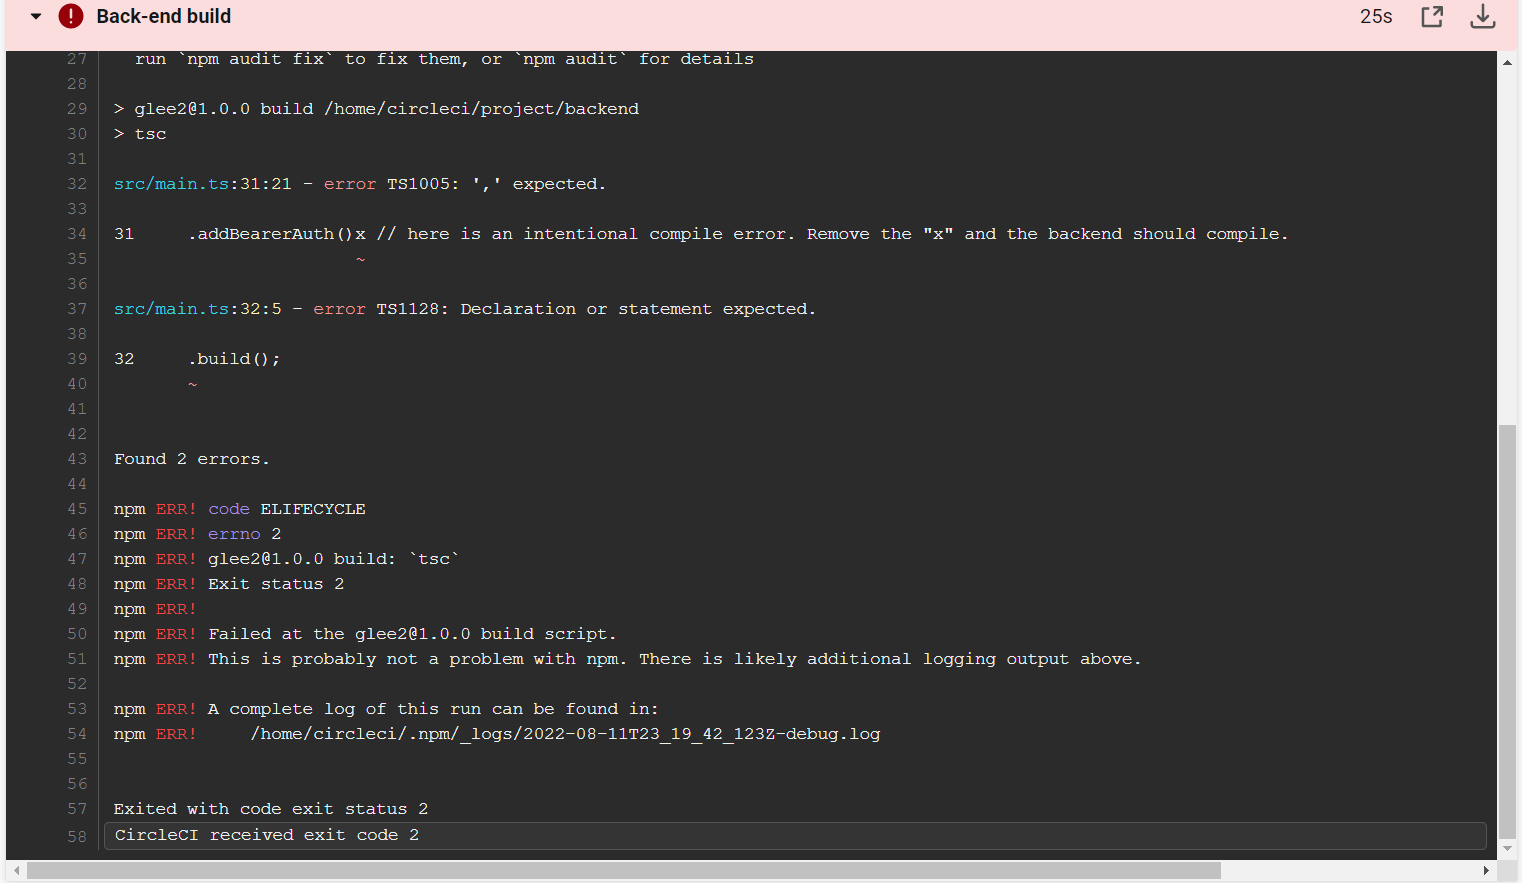 Back-end build 25s
27 run `npm audit fix` to fix them, or `npm audit` for details
28
29 > glee2@1.0.0 build /home/circleci/project/backend
30 > tsc
31
32 src/main.ts:31:21 - error TS1005: ',' expected.
33
34 31     .addBearerAuth()x // here is an intentional compile error. Remove the "x" and the backend should compile.
35                       ~
36
37 src/main.ts:32:5 - error TS1128: Declaration or statement expected.
38
39 32     .build();
40       ~
41
42
43 Found 2 errors.
44
45 npm ERR! code ELIFECYCLE
46 npm ERR! errno 2
47 npm ERR! glee2@1.0.0 build: `tsc`
48 npm ERR! Exit status 2
49 npm ERR!
50 npm ERR! Failed at the glee2@1.0.0 build script.
51 npm ERR! This is probably not a problem with npm. There is likely additional logging output above.
52
53 npm ERR! A complete log of this run can be found in:
54 npm ERR!     /home/circleci/.npm/_logs/2022-08-11T23_19_42_123Z-debug.log
55
56
57 Exited with code exit status 2
58 CircleCI received exit code 2